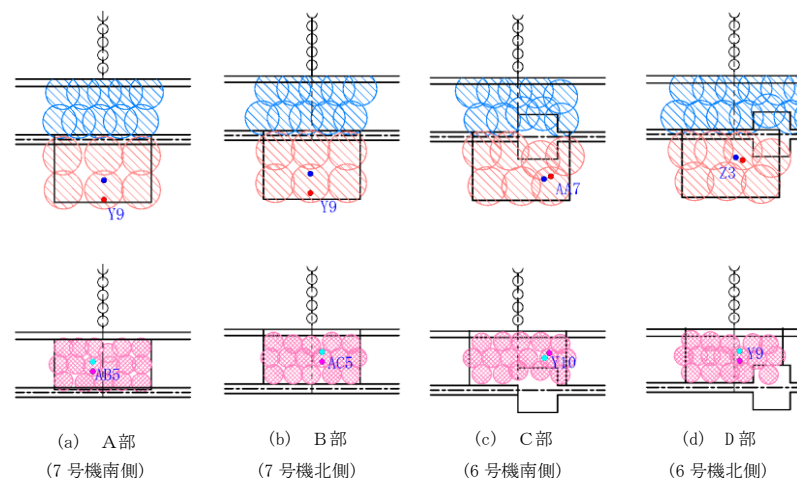 Y9
Y9
AA7
Z3
AB5
AC5
Y10
Y9
(a) A部
(7 号機南側)
(b) B部
(7 号機北側)
(c) C部
(6 号機南側)
(d) D部
(6 号機北側)